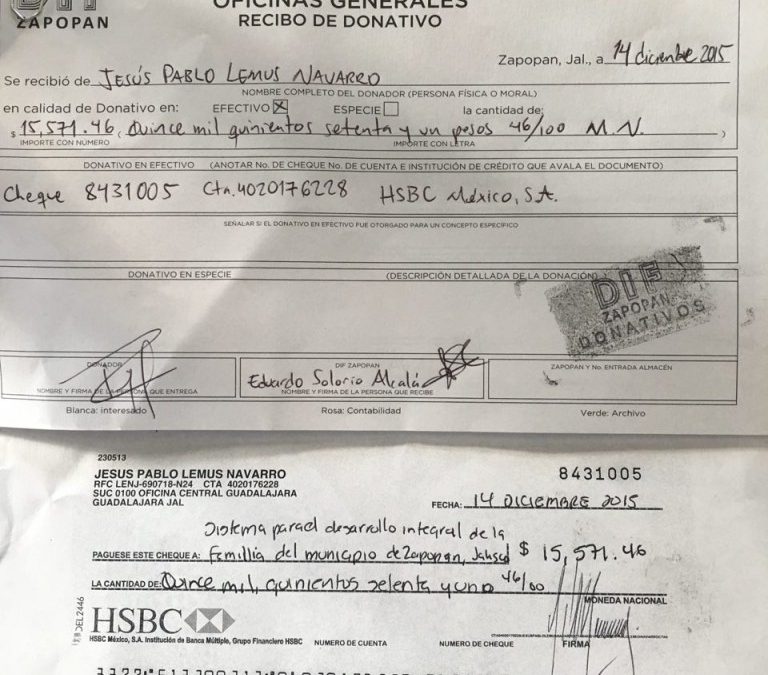 OFICINAS GENERALES
ZAPOPAN
RECIBO DE DONATIVO
Zapopan, Jal., a 14 diciembre 2015
Se recibió de JESÚS PABLO LEMUS NAVARRO
NOMBRE COMPLETO DEL DONADOR (PERSONA FÍSICA O MORAL)
en calidad de Donativo en: EFECTIVO ☒ ESPECIE ☐ la cantidad de:
$ 15,571.46, Quince mil quinientos setenta y un pesos 46/100 M.N. )
IMPORTE CON NÚMERO IMPORTE CON LETRA
DONATIVO EN EFECTIVO (ANOTAR No. DE CHEQUE No. DE CUENTA E INSTITUCIÓN DE CRÉDITO QUE AVALA EL DOCUMENTO)
Cheque 8431005 Cta. 4020176228 HSBC México, S.A.
SEÑALAR SI EL DONATIVO EN EFECTIVO FUE OTORGADO PARA UN CONCEPTO ESPECÍFICO
DONATIVO EN ESPECIE (DESCRIPCIÓN DETALLADA DE LA DONACIÓN)
DIF
ZAPOPAN
DONATIVOS
DONADOR DIF ZAPOPAN ZAPOPAN Y No. ENTRADA ALMACÉN
Eduardo Solorio Alcalá
NOMBRE Y FIRMA DE LA PERSONA QUE ENTREGA NOMBRE Y FIRMA DE LA PERSONA QUE RECIBE
Blanca: interesado Rosa: Contabilidad Verde: Archivo
230513
JESUS PABLO LEMUS NAVARRO 8431005
RFC LENJ-690718-N24 CTA 4020176228
SUC 0100 OFICINA CENTRAL GUADALAJARA
GUADALAJARA JAL FECHA: 14 DICIEMBRE 2015
Sistema para el desarrollo integral de la
PAGUESE ESTE CHEQUE A: Famillia del municipio de Zapopan, Jalisco $ 15,571.46
LA CANTIDAD DE: Quince mil, quinientos setenta y uno 46/00
MONEDA NACIONAL
HSBC
HSBC México, S.A. Institución de Banca Múltiple, Grupo Financiero HSBC NUMERO DE CUENTA NUMERO DE CHEQUE FIRMA